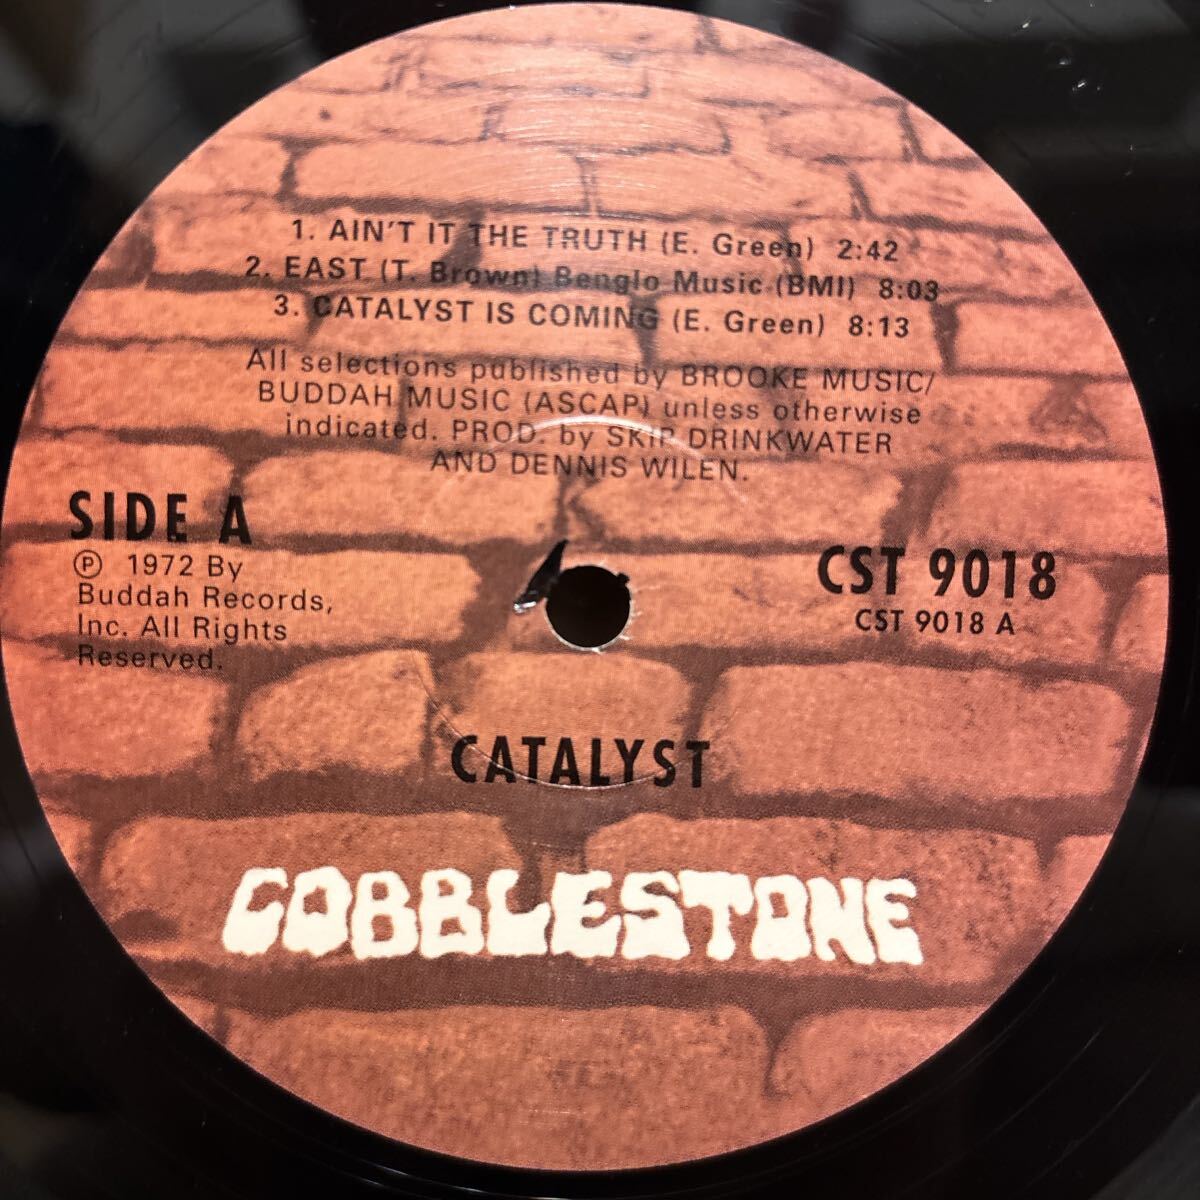 1. AIN'T IT THE TRUTH (E. Green) 2:42
2. EAST (T. Brown) Benglo Music (BMI) 8:03
3. CATALYST IS COMING (E. Green) 8:13
All selections published by BROOKE MUSIC/
BUDDAH MUSIC (ASCAP) unless otherwise
indicated. PROD. by SKIP DRINKWATER
AND DENNIS WILEN.
SIDE A
Ⓟ 1972 By
Buddah Records,
Inc. All Rights
Reserved.
CST 9018
CST 9018 A
CATALYST
COBBLESTONE